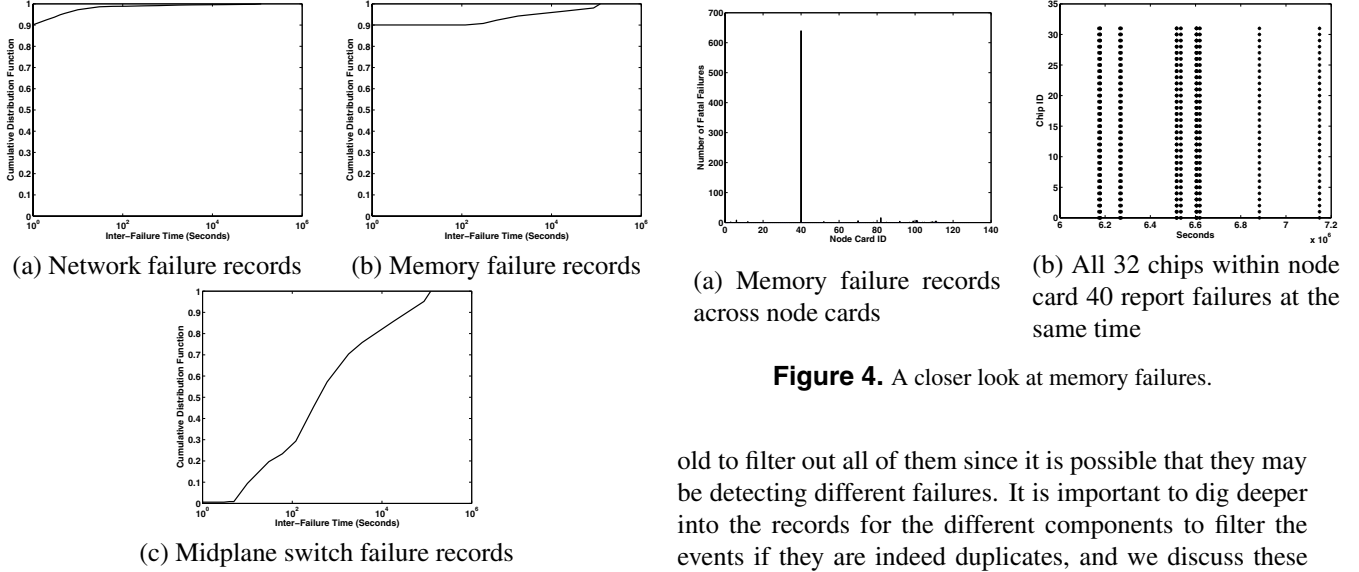 1
0.9
0.8
0.7
0.6
0.5
0.4
0.3
0.2
0.1
0
Cumulative Distribution Function
10^0
10^2
10^4
10^6
Inter−Failure Time (Seconds)
(a) Network failure records
1
0.9
0.8
0.7
0.6
0.5
0.4
0.3
0.2
0.1
0
Cumulative Distribution Function
10^0
10^2
10^4
10^6
Inter−Failure Time (Seconds)
(b) Memory failure records
1
0.9
0.8
0.7
0.6
0.5
0.4
0.3
0.2
0.1
0
Cumulative Distribution Function
10^0
10^2
10^4
10^6
Inter−Failure Time (Seconds)
(c) Midplane switch failure records
700
600
500
400
300
200
100
0
Number of Fatal Failures
0 20 40 60 80 100 120 140
Node Card ID
(a) Memory failure records
across node cards
35
30
25
20
15
10
5
0
Chip ID
6 6.2 6.4 6.6 6.8 7 7.2
Seconds
x 10^6
(b) All 32 chips within node
card 40 report failures at the
same time
Figure 4. A closer look at memory failures.
old to filter out all of them since it is possible that they may
be detecting different failures. It is important to dig deeper
into the records for the different components to filter the
events if they are indeed duplicates, and we discuss these